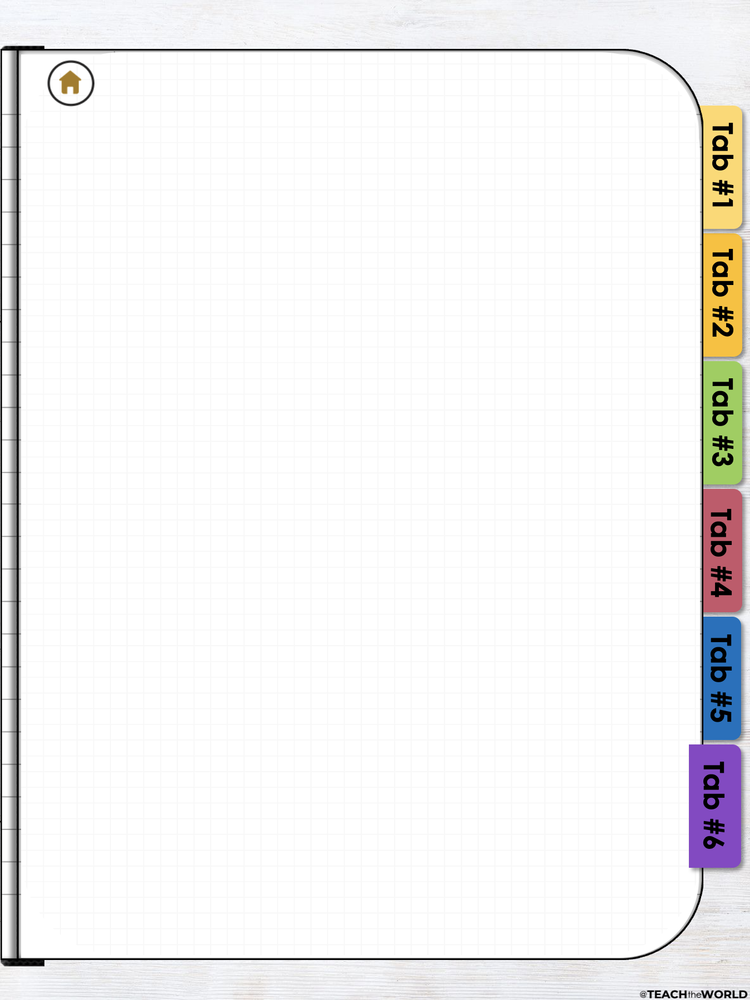 Tab #1
Tab #2
Tab #3
Tab #4
Tab #5
Tab #6
@TEACHtheWORLD